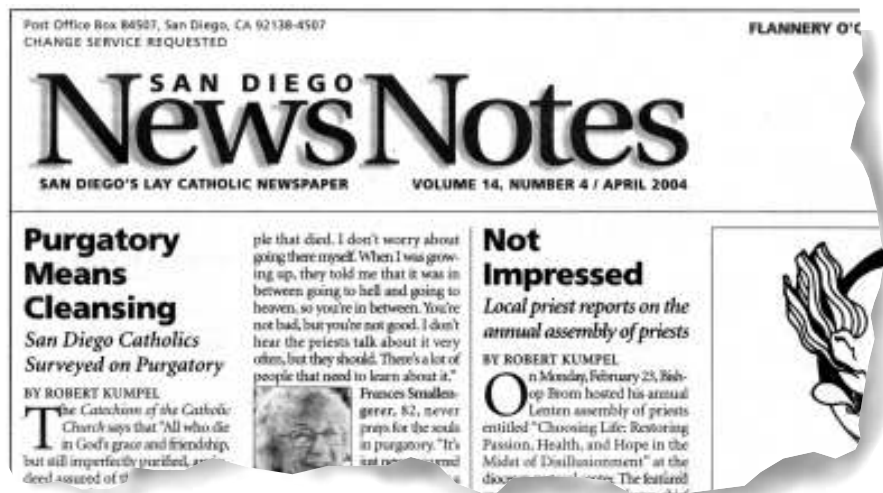 Post Office Box 84507, San Diego, CA 92138-4507
CHANGE SERVICE REQUESTED
FLANNERY O'C
SAN DIEGO
News Notes
SAN DIEGO'S LAY CATHOLIC NEWSPAPER
VOLUME 14, NUMBER 4 / APRIL 2004
Purgatory
Means
Cleansing
San Diego Catholics
Surveyed on Purgatory
BY ROBERT KUMPEL
The Catechism of the Catholic
Church says that "All who die
in God's grace and friendship,
but still imperfectly purified,
deed assured of
ple that died. I don't worry about
going there myself. When I was grow-
ing up, they told me that it was in
between going to hell and going to
heaven, so you're in between. You're
not bad, but you're not good. I don't
hear the priests talk about it very
often, but they should. There's a lot of
people that need to learn about it."
Frances Smallen-
gerer, 82, never
prays for the souls
in purgatory. "It's
Not
Impressed
Local priest reports on the
annual assembly of priests
BY ROBERT KUMPEL
On Monday, February 23, Bish-
op Brom hosted his annual
Lenten assembly of priests
entitled "Choosing Life: Restoring
Passion, Health, and Hope in the
Midst of Disillusionment" at the
The featured